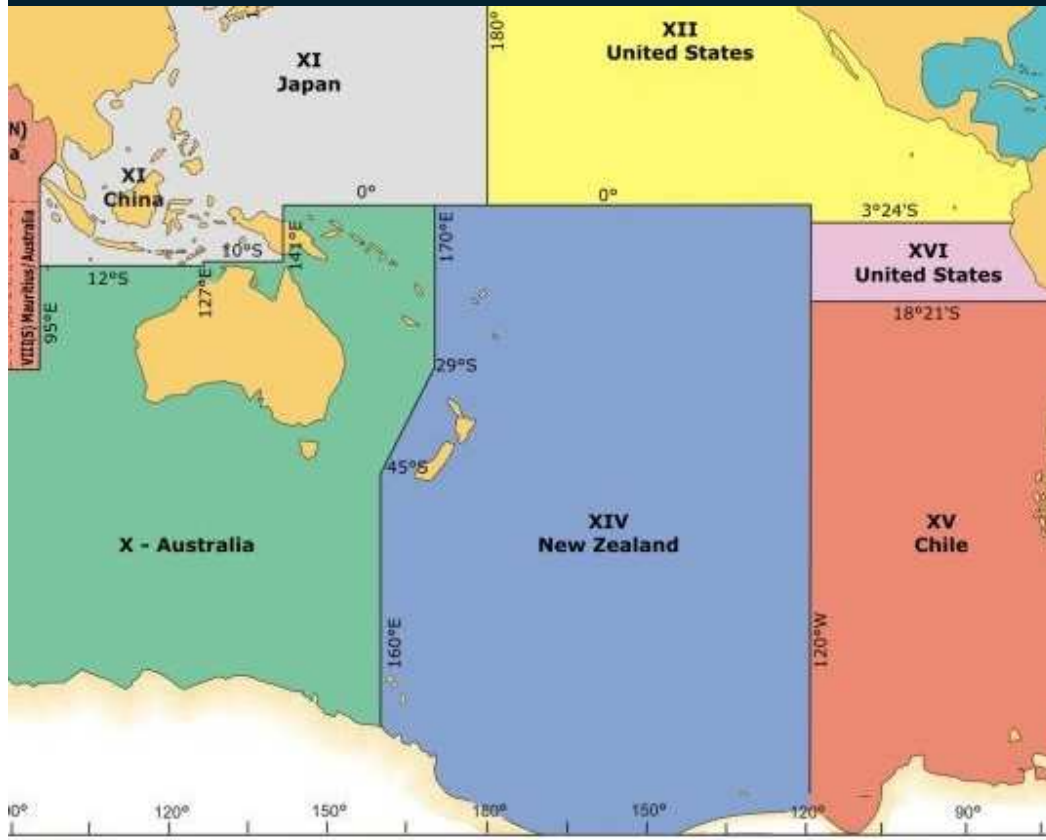 180°
XII
United States
XI
Japan
N)
a
XI
China
0°
0°
3°24'S
10°S
141°E
170°E
XVI
United States
12°S
127°E
95°E
VII(S) Mauritius/Australia
18°21'S
29°S
45°S
X - Australia
XIV
New Zealand
XV
Chile
160°E
120°W
120°
150°
180°
150°
120°
90°